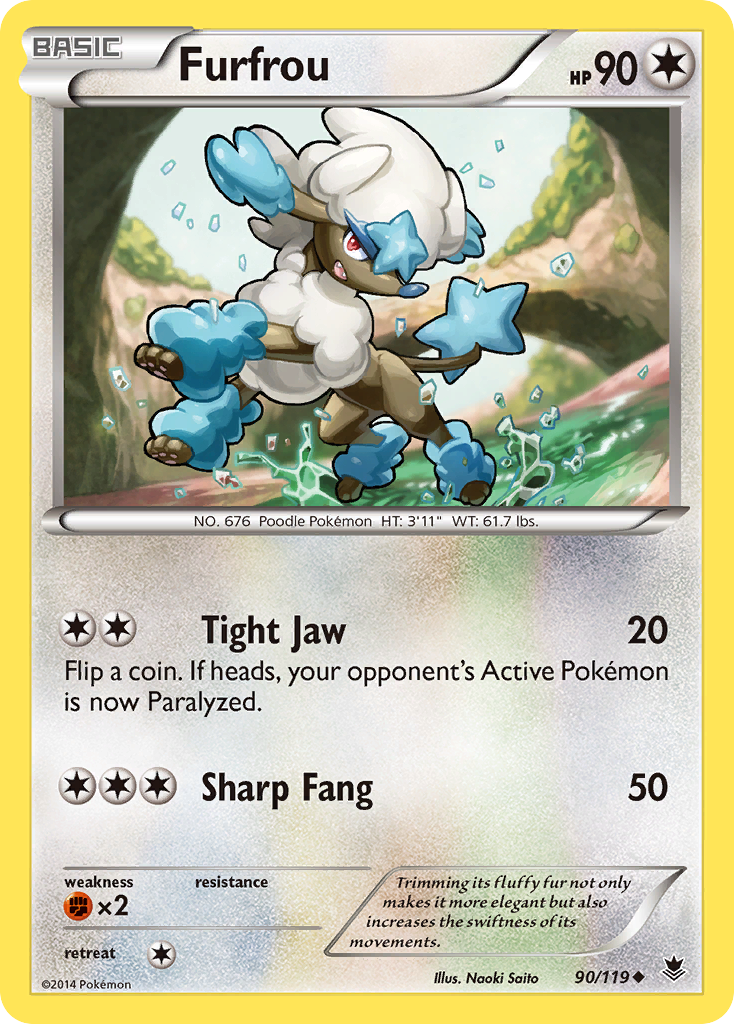 BASIC
Furfrou
HP 90
NO. 676 Poodle Pokémon HT: 3'11" WT: 61.7 lbs.
Tight Jaw 20
Flip a coin. If heads, your opponent's Active Pokémon
is now Paralyzed.
Sharp Fang 50
weakness resistance
×2
retreat
Trimming its fluffy fur not only
makes it more elegant but also
increases the swiftness of its
movements.
©2014 Pokémon
Illus. Naoki Saito 90/119